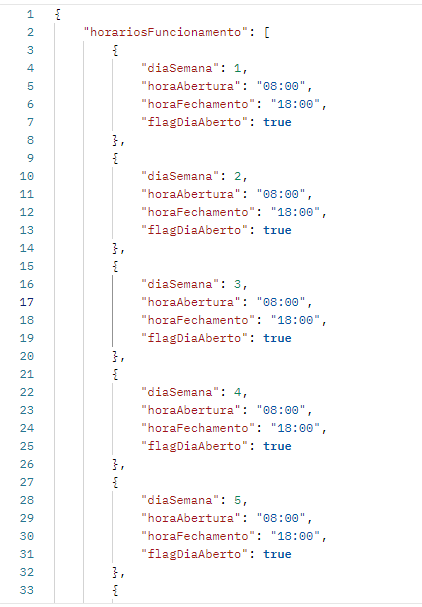 1 {
2 "horariosFuncionamento": [
3 {
4 "diaSemana": 1,
5 "horaAbertura": "08:00",
6 "horaFechamento": "18:00",
7 "flagDiaAberto": true
8 },
9 {
10 "diaSemana": 2,
11 "horaAbertura": "08:00",
12 "horaFechamento": "18:00",
13 "flagDiaAberto": true
14 },
15 {
16 "diaSemana": 3,
17 "horaAbertura": "08:00",
18 "horaFechamento": "18:00",
19 "flagDiaAberto": true
20 },
21 {
22 "diaSemana": 4,
23 "horaAbertura": "08:00",
24 "horaFechamento": "18:00",
25 "flagDiaAberto": true
26 },
27 {
28 "diaSemana": 5,
29 "horaAbertura": "08:00",
30 "horaFechamento": "18:00",
31 "flagDiaAberto": true
32 },
33 {